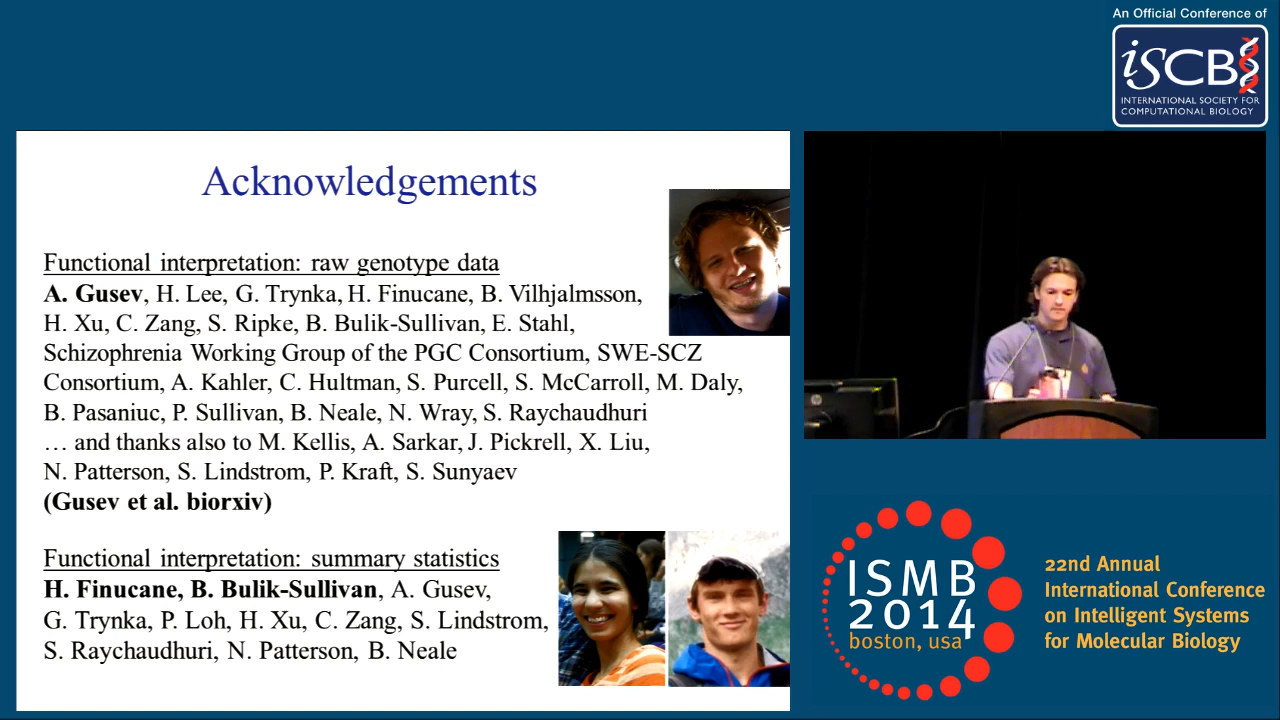 An Official Conference of
iSCB
INTERNATIONAL SOCIETY FOR
COMPUTATIONAL BIOLOGY
Acknowledgements
Functional interpretation: raw genotype data
A. Gusev, H. Lee, G. Trynka, H. Finucane, B. Vilhjalmsson,
H. Xu, C. Zang, S. Ripke, B. Bulik-Sullivan, E. Stahl,
Schizophrenia Working Group of the PGC Consortium, SWE-SCZ
Consortium, A. Kahler, C. Hultman, S. Purcell, S. McCarroll, M. Daly,
B. Pasaniuc, P. Sullivan, B. Neale, N. Wray, S. Raychaudhuri
… and thanks also to M. Kellis, A. Sarkar, J. Pickrell, X. Liu,
N. Patterson, S. Lindstrom, P. Kraft, S. Sunyaev
(Gusev et al. biorxiv)
Functional interpretation: summary statistics
H. Finucane, B. Bulik-Sullivan, A. Gusev,
G. Trynka, P. Loh, H. Xu, C. Zang, S. Lindstrom,
S. Raychaudhuri, N. Patterson, B. Neale
ISMB
2014
boston, usa
22nd Annual
International Conference
on Intelligent Systems
for Molecular Biology